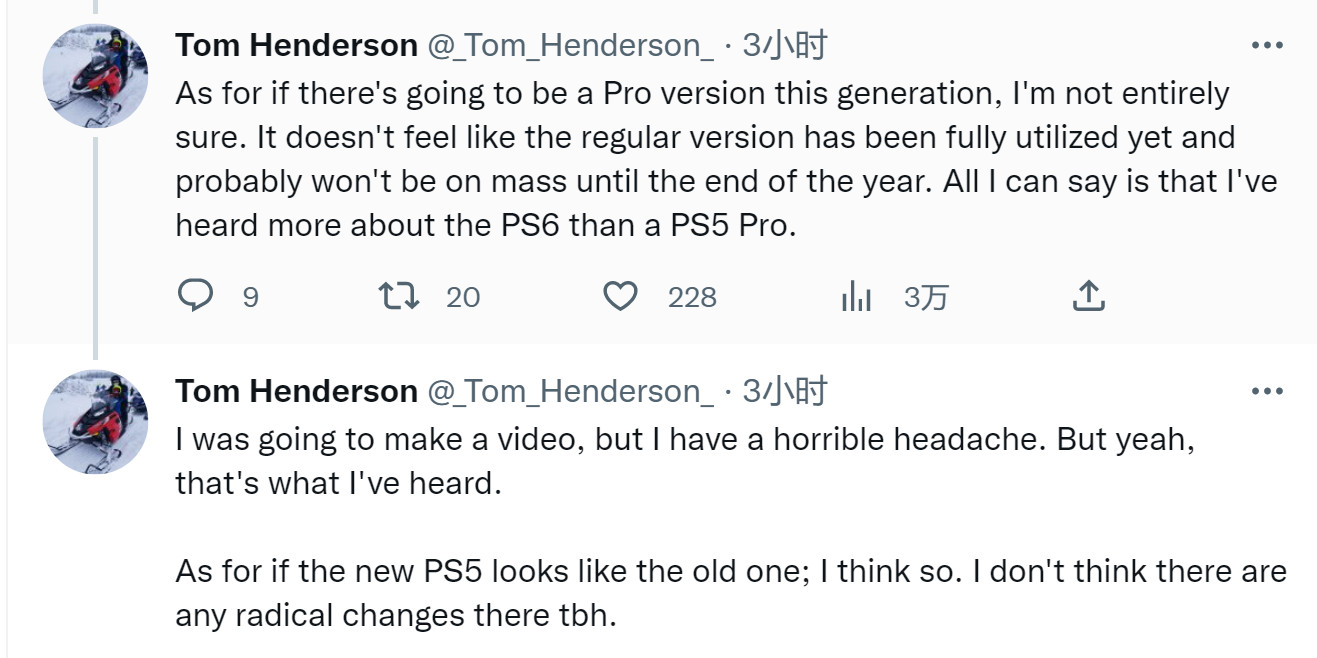 Tom Henderson @_Tom_Henderson_ · 3小时
As for if there's going to be a Pro version this generation, I'm not entirely
sure. It doesn't feel like the regular version has been fully utilized yet and
probably won't be on mass until the end of the year. All I can say is that I've
heard more about the PS6 than a PS5 Pro.
9 20 228 3万
Tom Henderson @_Tom_Henderson_ · 3小时
I was going to make a video, but I have a horrible headache. But yeah,
that's what I've heard.
As for if the new PS5 looks like the old one; I think so. I don't think there are
any radical changes there tbh.